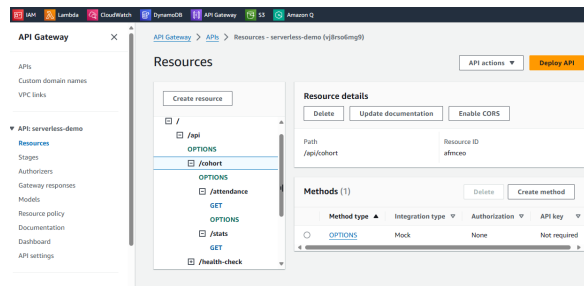 IAM Lambda CloudWatch DynamoDB API Gateway S3 Amazon Q
API Gateway
APIs
Custom domain names
VPC links
API: serverless-demo
Resources
Stages
Authorizers
Gateway responses
Models
Resource policy
Documentation
Dashboard
API settings
API Gateway > APIs > Resources - serverless-demo (vj8rso6mg9)
Resources
API actions
Deploy API
Create resource
/
/api
OPTIONS
/cohort
OPTIONS
/attendance
GET
OPTIONS
/stats
GET
/health-check
Resource details
Delete Update documentation Enable CORS
Path Resource ID
/api/cohort afmceo
Methods (1) Delete Create method
Method type Integration type Authorization API key
OPTIONS Mock None Not required